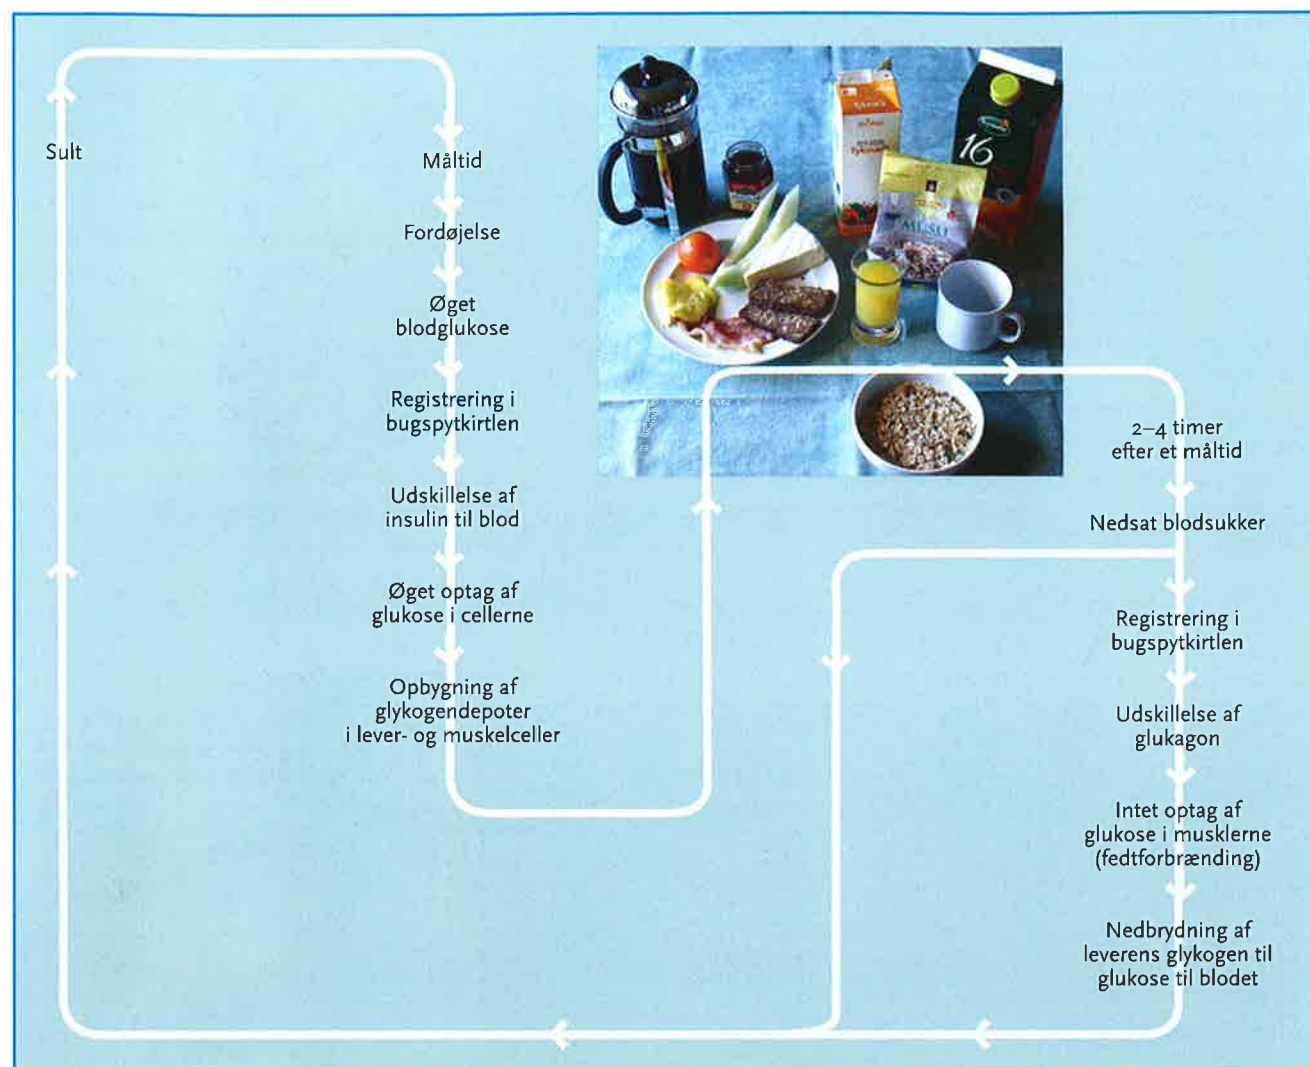 Sult
Måltid
Fordøjelse
Øget
blodglukose
Registrering i
bugspytkirtlen
Udskillelse af
insulin til blod
Øget optag af
glukose i cellerne
Opbygning af
glykogendepoter
i lever- og muskelceller
16
2–4 timer
efter et måltid
Nedsat blodsukker
Registrering i
bugspytkirtlen
Udskillelse af
glukagon
Intet optag af
glukose i musklerne
(fedtforbrænding)
Nedbrydning af
leverens glykogen til
glukose til blodet